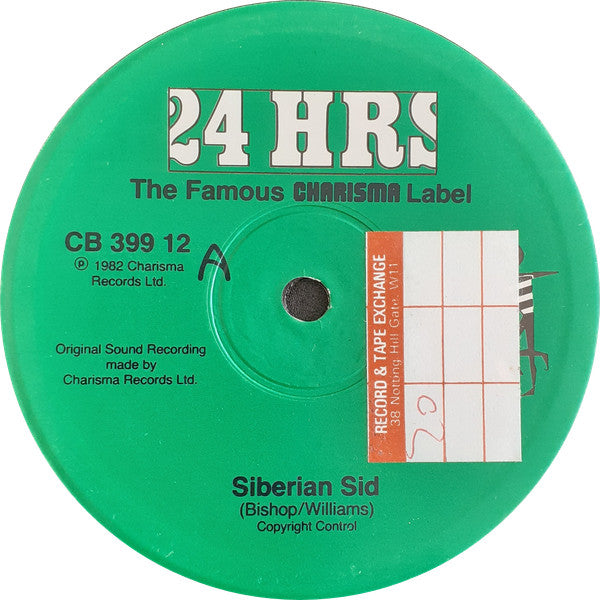 24 HRS
The Famous CHARISMA Label
CB 399 12
A
℗ 1982 Charisma
Records Ltd.
Original Sound Recording
made by
Charisma Records Ltd.
RECORD & TAPE EXCHANGE
38 Notting Hill Gate, W11
20
Siberian Sid
(Bishop/Williams)
Copyright Control